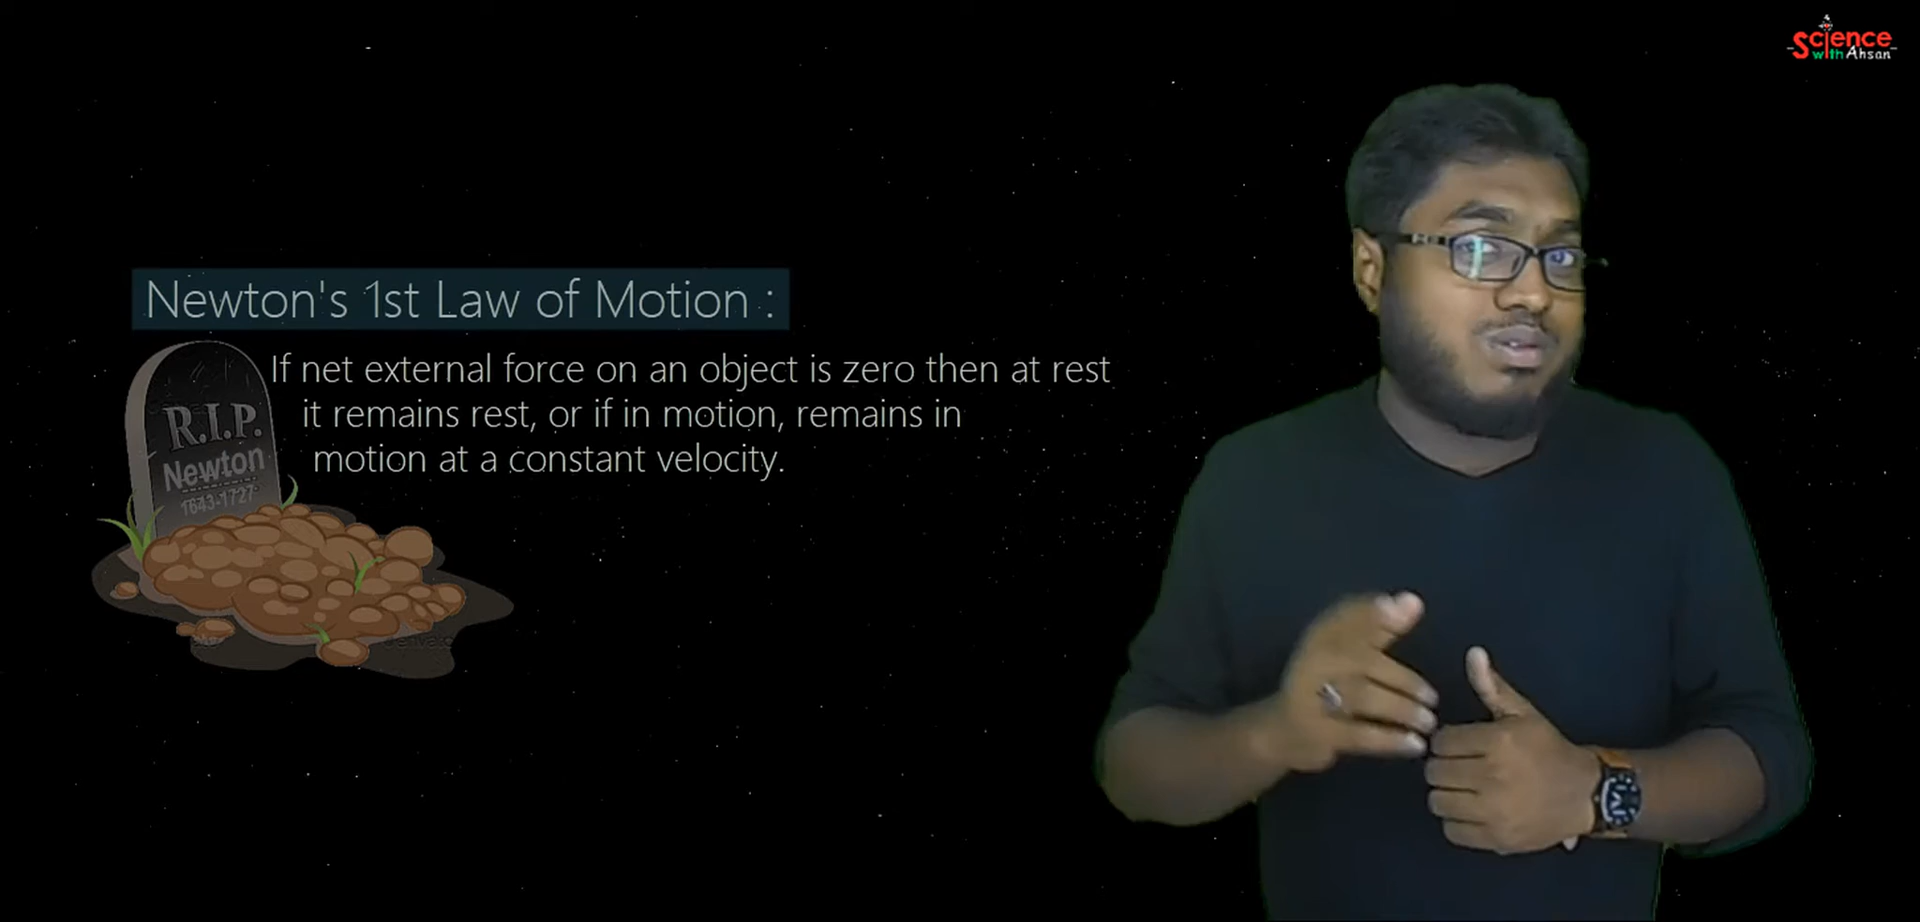 Science
with Ahsan
Newton's 1st Law of Motion :
If net external force on an object is zero then at rest
it remains rest, or if in motion, remains in
motion at a constant velocity.
R.I.P.
Newton
1643-1727